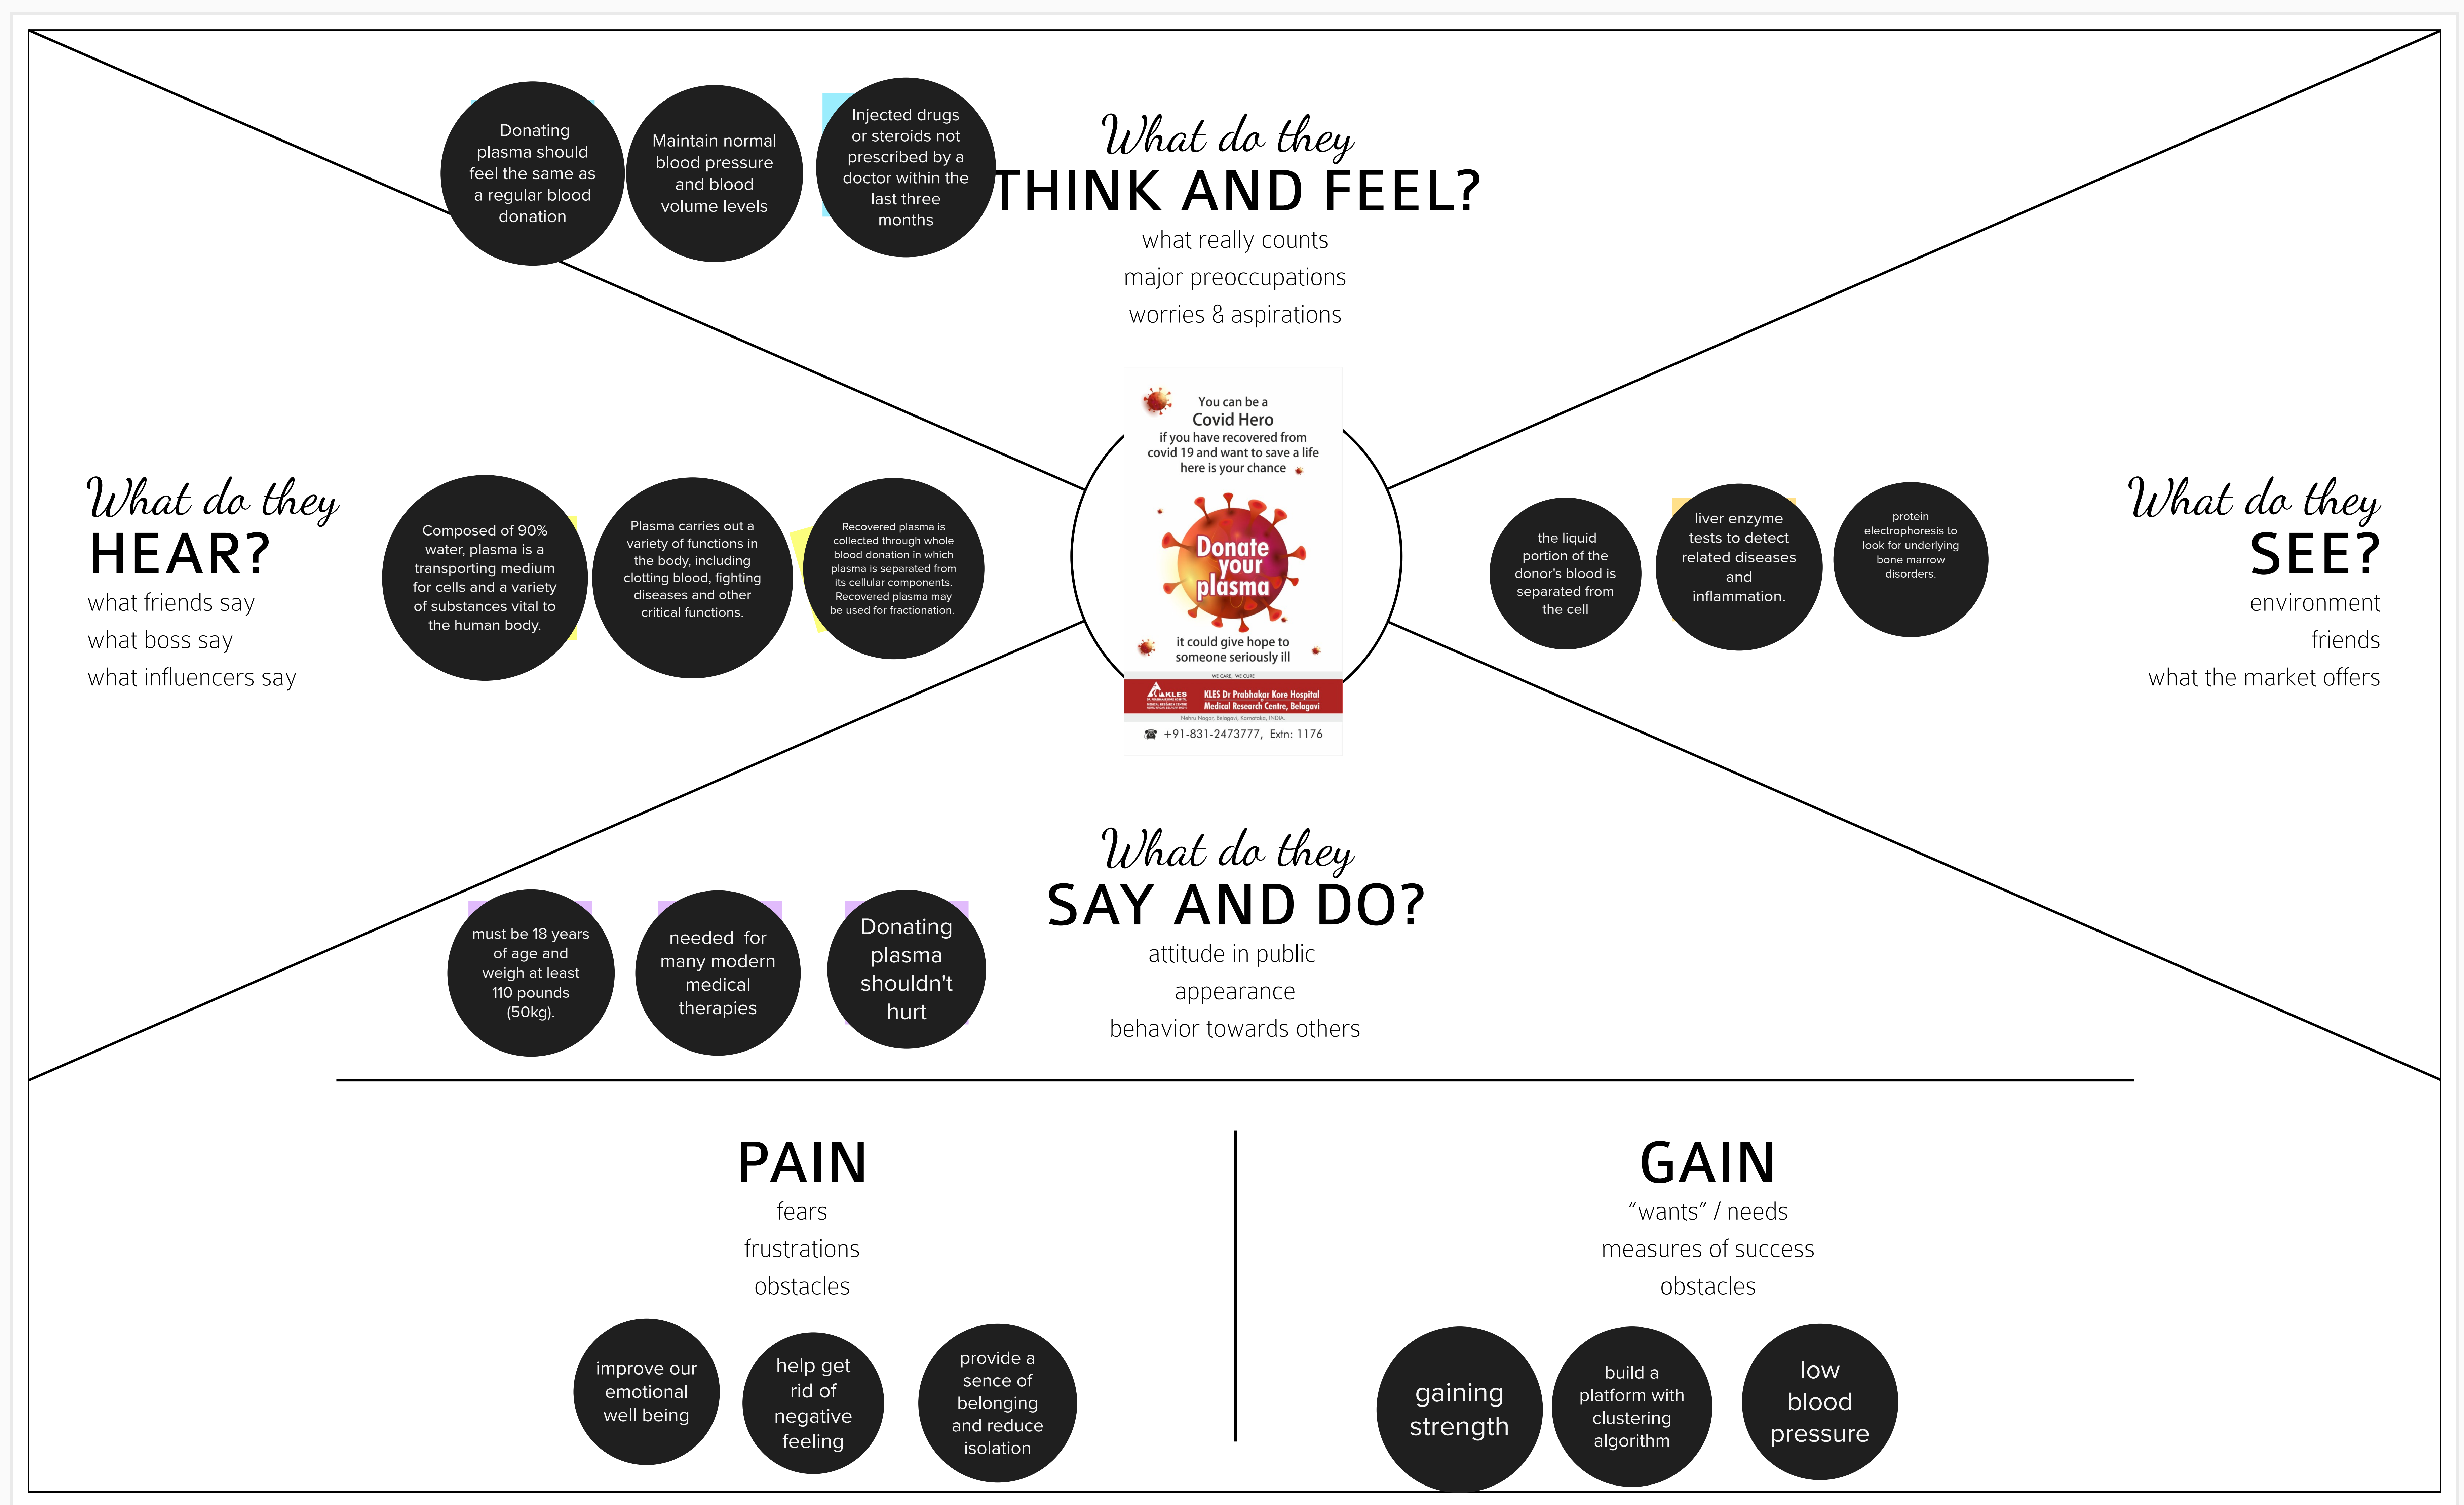 Donating
plasma should
feel the same as
a regular blood
donation
Maintain normal
blood pressure
and blood
volume levels
Injected drugs
or steroids not
prescribed by a
doctor within the
last three
months
What do they
THINK AND FEEL?
what really counts
major preoccupations
worries & aspirations
What do they
HEAR?
what friends say
what boss say
what influencers say
Composed of 90%
water, plasma is a
transporting medium
for cells and a variety
of substances vital to
the human body.
Plasma carries out a
variety of functions in
the body, including
clotting blood, fighting
diseases and other
critical functions.
Recovered plasma is
collected through whole
blood donation in which
plasma is separated from
its cellular components.
Recovered plasma may
be used for fractionation.
You can be a
Covid Hero
if you have recovered from
covid 19 and want to save a life
here is your chance
Donate
your
plasma
it could give hope to
someone seriously ill
WE CARE, WE CURE
KLES
KLES Dr Prabhakar Kore Hospital
Medical Research Centre, Belagavi
Nehru Nagar, Belagavi, Karnataka, INDIA.
+91-831-2473777, Extn: 1176
the liquid
portion of the
donor's blood is
separated from
the cell
liver enzyme
tests to detect
related diseases
and
inflammation.
protein
electrophoresis to
look for underlying
bone marrow
disorders.
What do they
SEE?
environment
friends
what the market offers
What do they
SAY AND DO?
attitude in public
appearance
behavior towards others
must be 18 years
of age and
weigh at least
110 pounds
(50kg).
needed for
many modern
medical
therapies
Donating
plasma
shouldn't
hurt
PAIN
fears
frustrations
obstacles
improve our
emotional
well being
help get
rid of
negative
feeling
provide a
sence of
belonging
and reduce
isolation
GAIN
“wants” / needs
measures of success
obstacles
gaining
strength
build a
platform with
clustering
algorithm
low
blood
pressure